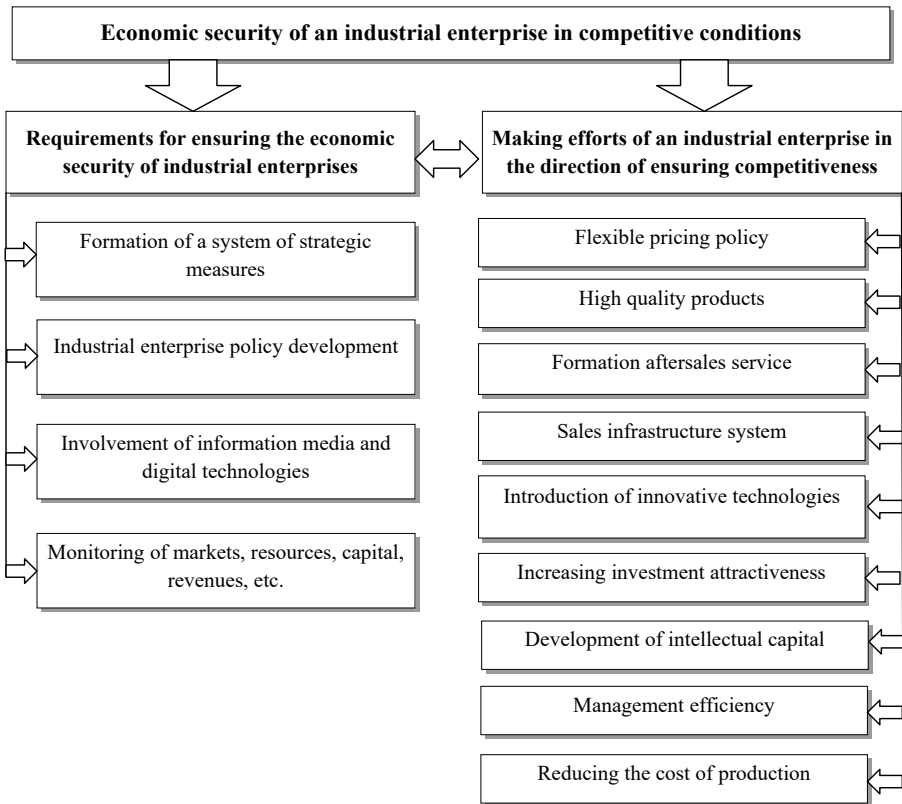 Economic security of an industrial enterprise in competitive conditions
Requirements for ensuring the economic
security of industrial enterprises
Formation of a system of strategic
measures
Industrial enterprise policy development
Involvement of information media and
digital technologies
Monitoring of markets, resources, capital,
revenues, etc.
Making efforts of an industrial enterprise in
the direction of ensuring competitiveness
Flexible pricing policy
High quality products
Formation aftersales service
Sales infrastructure system
Introduction of innovative technologies
Increasing investment attractiveness
Development of intellectual capital
Management efficiency
Reducing the cost of production